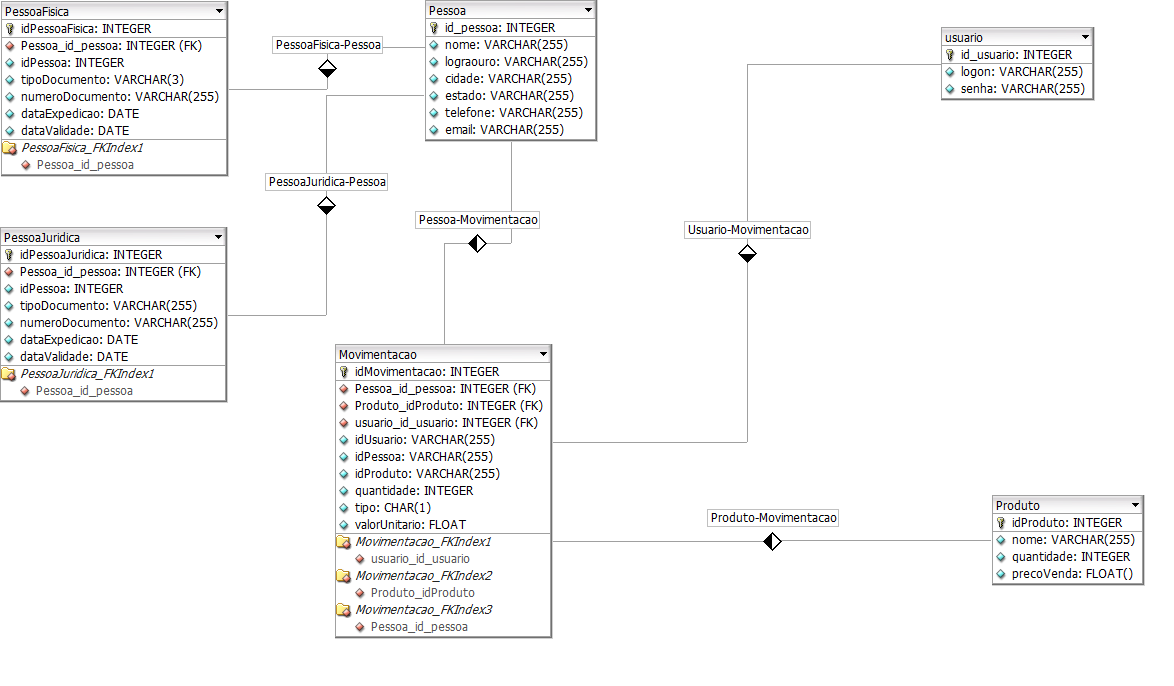 PessoaFisica
idPessoaFisica: INTEGER
Pessoa_id_pessoa: INTEGER (FK)
idPessoa: INTEGER
tipoDocumento: VARCHAR(3)
numeroDocumento: VARCHAR(255)
dataExpedicao: DATE
dataValidade: DATE
PessoaFisica_FKIndex1
Pessoa_id_pessoa
PessoaFisica-Pessoa
Pessoa
id_pessoa: INTEGER
nome: VARCHAR(255)
lograouro: VARCHAR(255)
cidade: VARCHAR(255)
estado: VARCHAR(255)
telefone: VARCHAR(255)
email: VARCHAR(255)
usuario
id_usuario: INTEGER
logon: VARCHAR(255)
senha: VARCHAR(255)
PessoaJuridica-Pessoa
Pessoa-Movimentacao
Usuario-Movimentacao
PessoaJuridica
idPessoaJuridica: INTEGER
Pessoa_id_pessoa: INTEGER (FK)
idPessoa: INTEGER
tipoDocumento: VARCHAR(255)
numeroDocumento: VARCHAR(255)
dataExpedicao: DATE
dataValidade: DATE
PessoaJuridica_FKIndex1
Pessoa_id_pessoa
Movimentacao
idMovimentacao: INTEGER
Pessoa_id_pessoa: INTEGER (FK)
Produto_idProduto: INTEGER (FK)
usuario_id_usuario: INTEGER (FK)
idUsuario: VARCHAR(255)
idPessoa: VARCHAR(255)
idProduto: VARCHAR(255)
quantidade: INTEGER
tipo: CHAR(1)
valorUnitario: FLOAT
Movimentacao_FKIndex1
usuario_id_usuario
Movimentacao_FKIndex2
Produto_idProduto
Movimentacao_FKIndex3
Pessoa_id_pessoa
Produto-Movimentacao
Produto
idProduto: INTEGER
nome: VARCHAR(255)
quantidade: INTEGER
precoVenda: FLOAT()